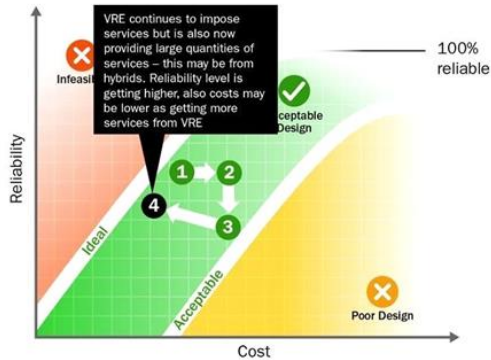 VRE continues to impose
services but is also now
providing large quantities of
services – this may be from
hybrids. Reliability level is
getting higher, also costs may
be lower as getting more
services from VRE
100%
reliable
Infeasib
cceptable
Design
1
2
3
4
Ideal
Acceptable
Poor Design
Reliability
Cost